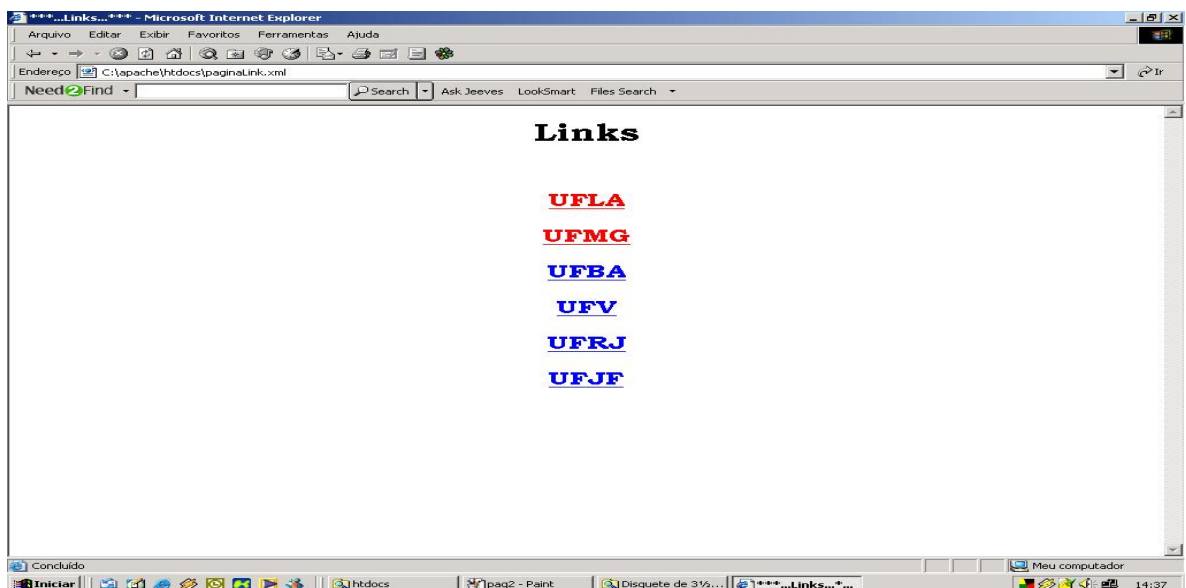 ***...Links...*** - Microsoft Internet Explorer
Arquivo Editar Exibir Favoritos Ferramentas Ajuda
Endereço C:\apache\htdocs\paginaLink.xml Ir
Need2Find Search Ask Jeeves LookSmart Files Search
Links
UFLA
UFMG
UFBA
UFV
UFRJ
UFJF
Concluído Meu computador
Iniciar htdocs pag2 - Paint Disquete de 3½... ***...Links...*... 14:37